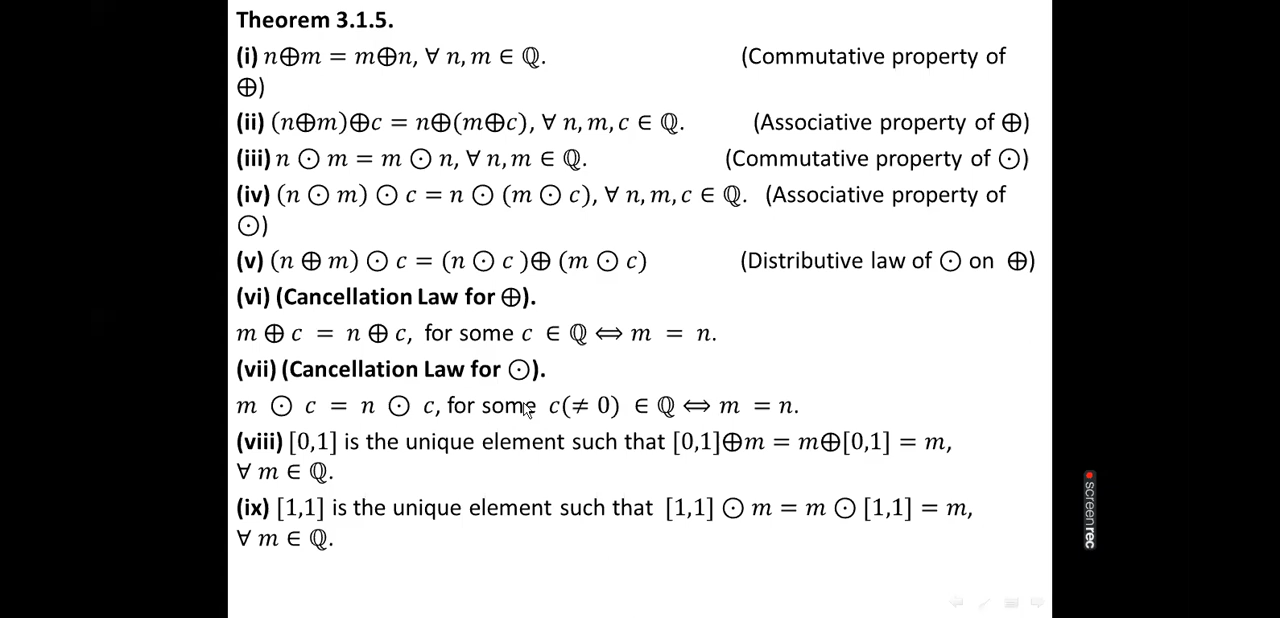 Theorem 3.1.5.
(i) n⊕m = m⊕n, ∀ n, m ∈ ℚ. (Commutative property of
⊕)
(ii) (n⊕m)⊕c = n⊕(m⊕c), ∀ n, m, c ∈ ℚ. (Associative property of ⊕)
(iii) n ⊙ m = m ⊙ n, ∀ n, m ∈ ℚ. (Commutative property of ⊙)
(iv) (n ⊙ m) ⊙ c = n ⊙ (m ⊙ c), ∀ n, m, c ∈ ℚ. (Associative property of
⊙)
(v) (n ⊕ m) ⊙ c = (n ⊙ c )⊕ (m ⊙ c) (Distributive law of ⊙ on ⊕)
(vi) (Cancellation Law for ⊕).
m ⊕ c = n ⊕ c, for some c ∈ ℚ ⟺ m = n.
(vii) (Cancellation Law for ⊙).
m ⊙ c = n ⊙ c, for some c(≠ 0) ∈ ℚ ⟺ m = n.
(viii) [0,1] is the unique element such that [0,1]⊕m = m⊕[0,1] = m,
∀ m ∈ ℚ.
(ix) [1,1] is the unique element such that [1,1] ⊙ m = m ⊙ [1,1] = m,
∀ m ∈ ℚ.
screenrec